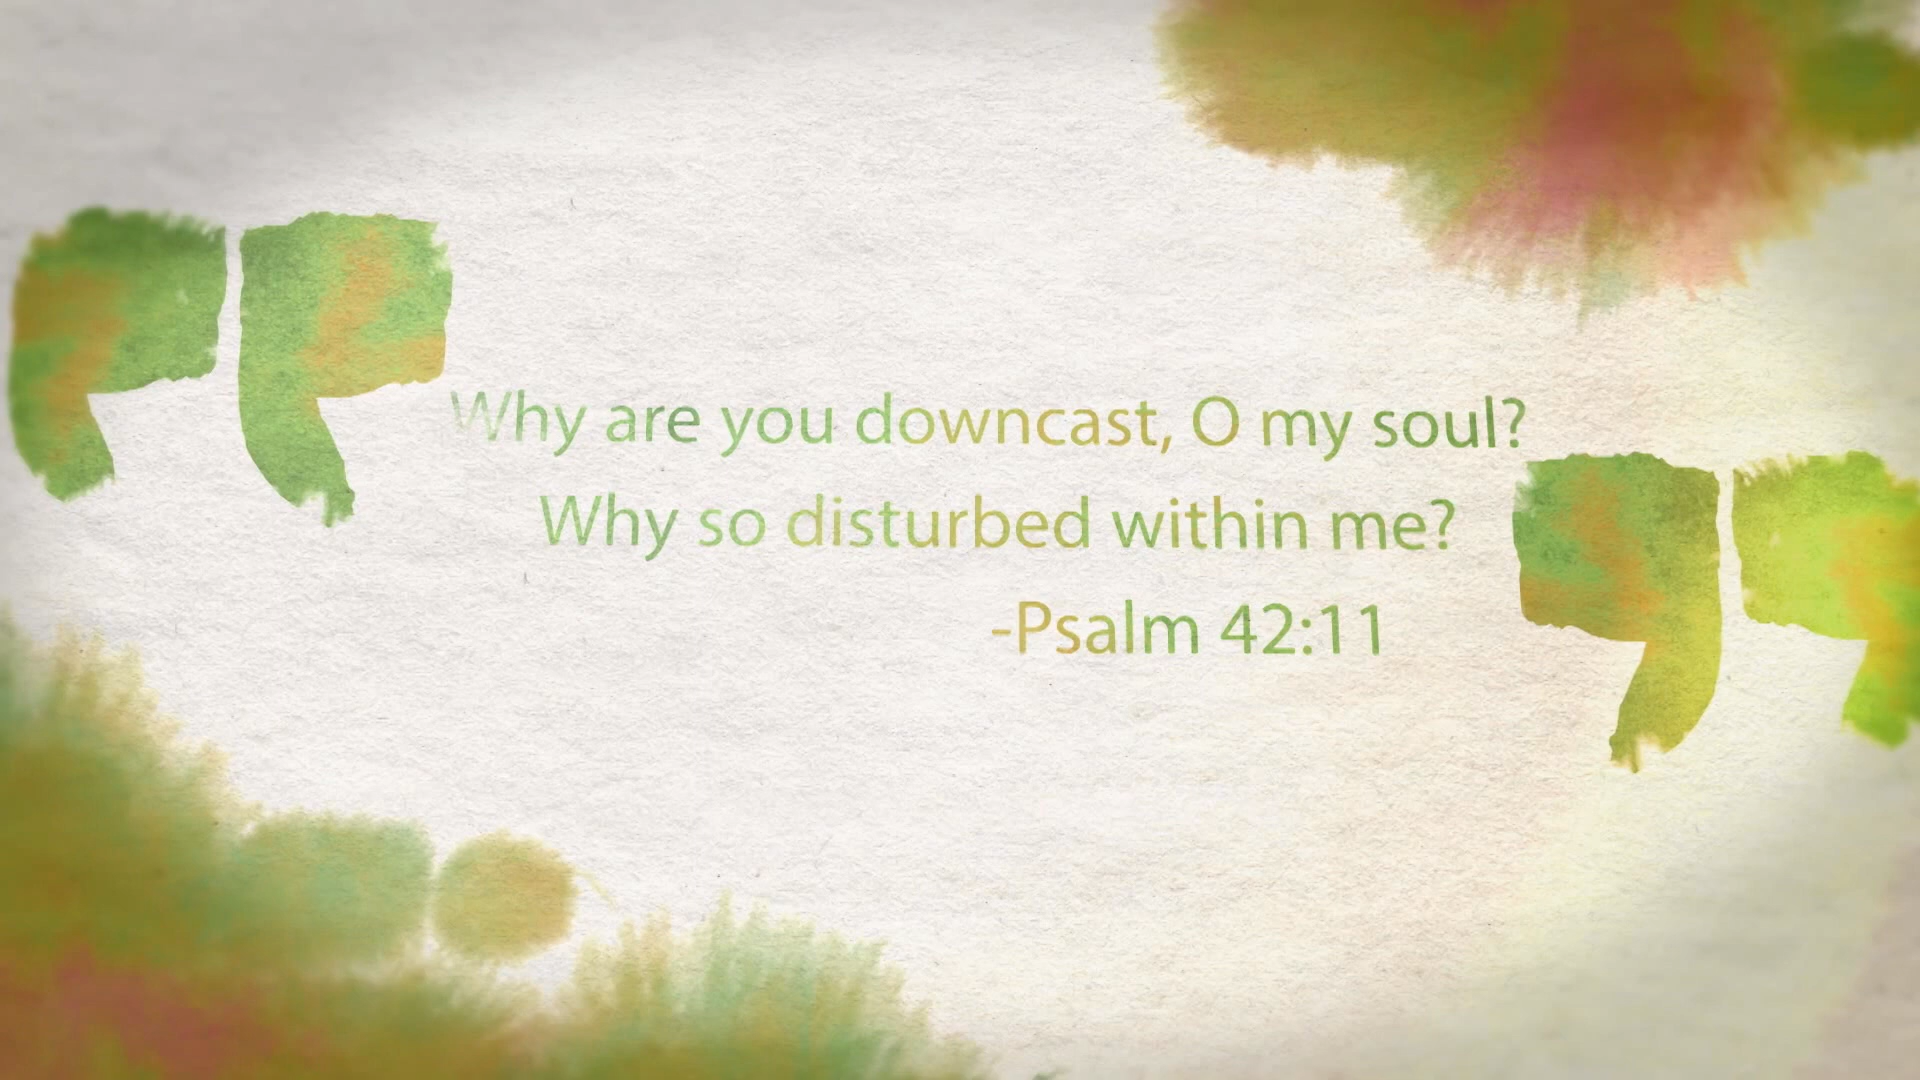 Why are you downcast, O my soul?
Why so disturbed within me?
-Psalm 42:11